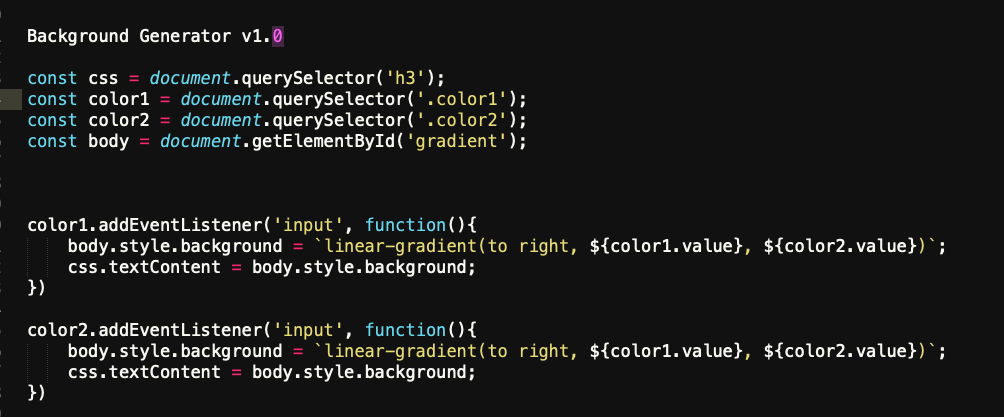 Background Generator v1.0
const css = document.querySelector('h3');
const color1 = document.querySelector('.color1');
const color2 = document.querySelector('.color2');
const body = document.getElementById('gradient');
color1.addEventListener('input', function(){
    body.style.background = `linear-gradient(to right, ${color1.value}, ${color2.value})`;
    css.textContent = body.style.background;
})
color2.addEventListener('input', function(){
    body.style.background = `linear-gradient(to right, ${color1.value}, ${color2.value})`;
    css.textContent = body.style.background;
})